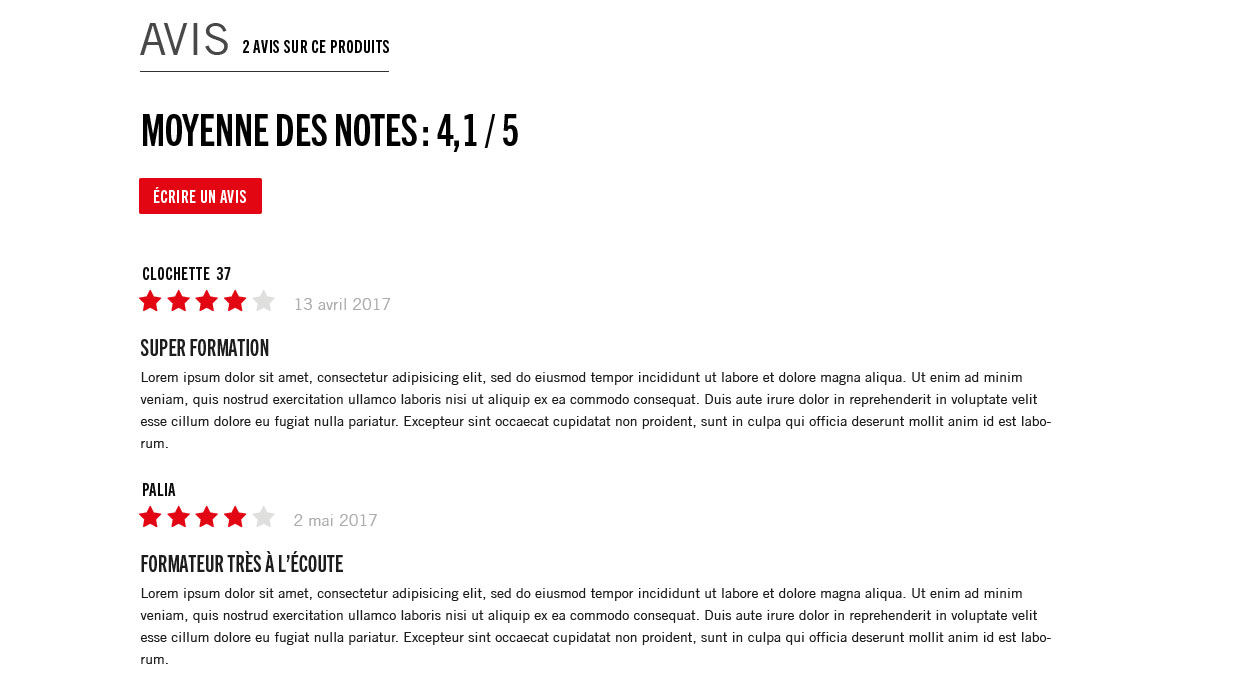 AVIS 2 AVIS SUR CE PRODUITS
MOYENNE DES NOTES : 4,1 / 5
ÉCRIRE UN AVIS
CLOCHETTE 37
13 avril 2017
SUPER FORMATION
Lorem ipsum dolor sit amet, consectetur adipisicing elit, sed do eiusmod tempor incididunt ut labore et dolore magna aliqua. Ut enim ad minim
veniam, quis nostrud exercitation ullamco laboris nisi ut aliquip ex ea commodo consequat. Duis aute irure dolor in reprehenderit in voluptate velit
esse cillum dolore eu fugiat nulla pariatur. Excepteur sint occaecat cupidatat non proident, sunt in culpa qui officia deserunt mollit anim id est labo-
rum.
PALIA
2 mai 2017
FORMATEUR TRÈS À L’ÉCOUTE
Lorem ipsum dolor sit amet, consectetur adipisicing elit, sed do eiusmod tempor incididunt ut labore et dolore magna aliqua. Ut enim ad minim
veniam, quis nostrud exercitation ullamco laboris nisi ut aliquip ex ea commodo consequat. Duis aute irure dolor in reprehenderit in voluptate velit
esse cillum dolore eu fugiat nulla pariatur. Excepteur sint occaecat cupidatat non proident, sunt in culpa qui officia deserunt mollit anim id est labo-
rum.